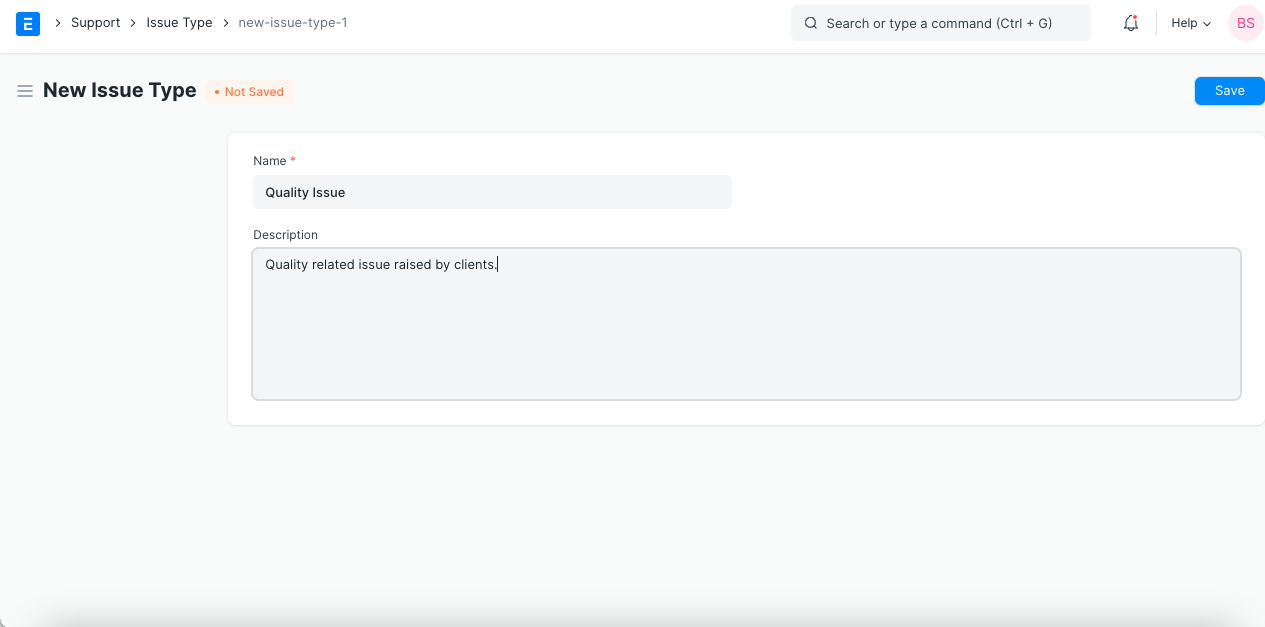 E > Support > Issue Type > new-issue-type-1 Search or type a command (Ctrl + G) Help BS
New Issue Type • Not Saved Save
Name *
Quality Issue
Description
Quality related issue raised by clients.